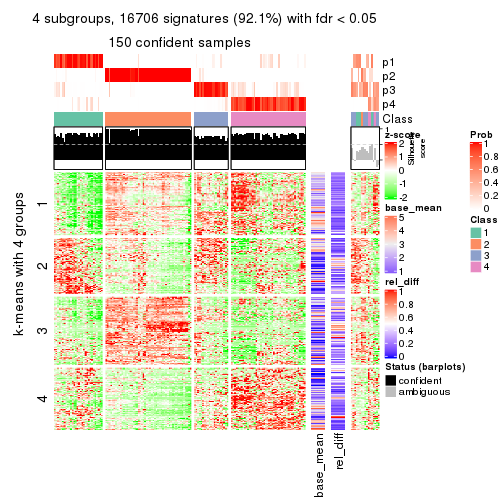 4 subgroups, 16706 signatures (92.1%) with fdr < 0.05
150 confident samples
p1
p2
p3
p4
Class
1
Silhouette
score
k-means with 4 groups
1
2
3
4
base_mean
rel_diff
z-score
2
1
0
-1
-2
base_mean
5
4
3
2
1
rel_diff
1
0.8
0.6
0.4
0.2
0
Status (barplots)
confident
ambiguous
Prob
1
0.8
0.6
0.4
0.2
0
Class
1
2
3
4